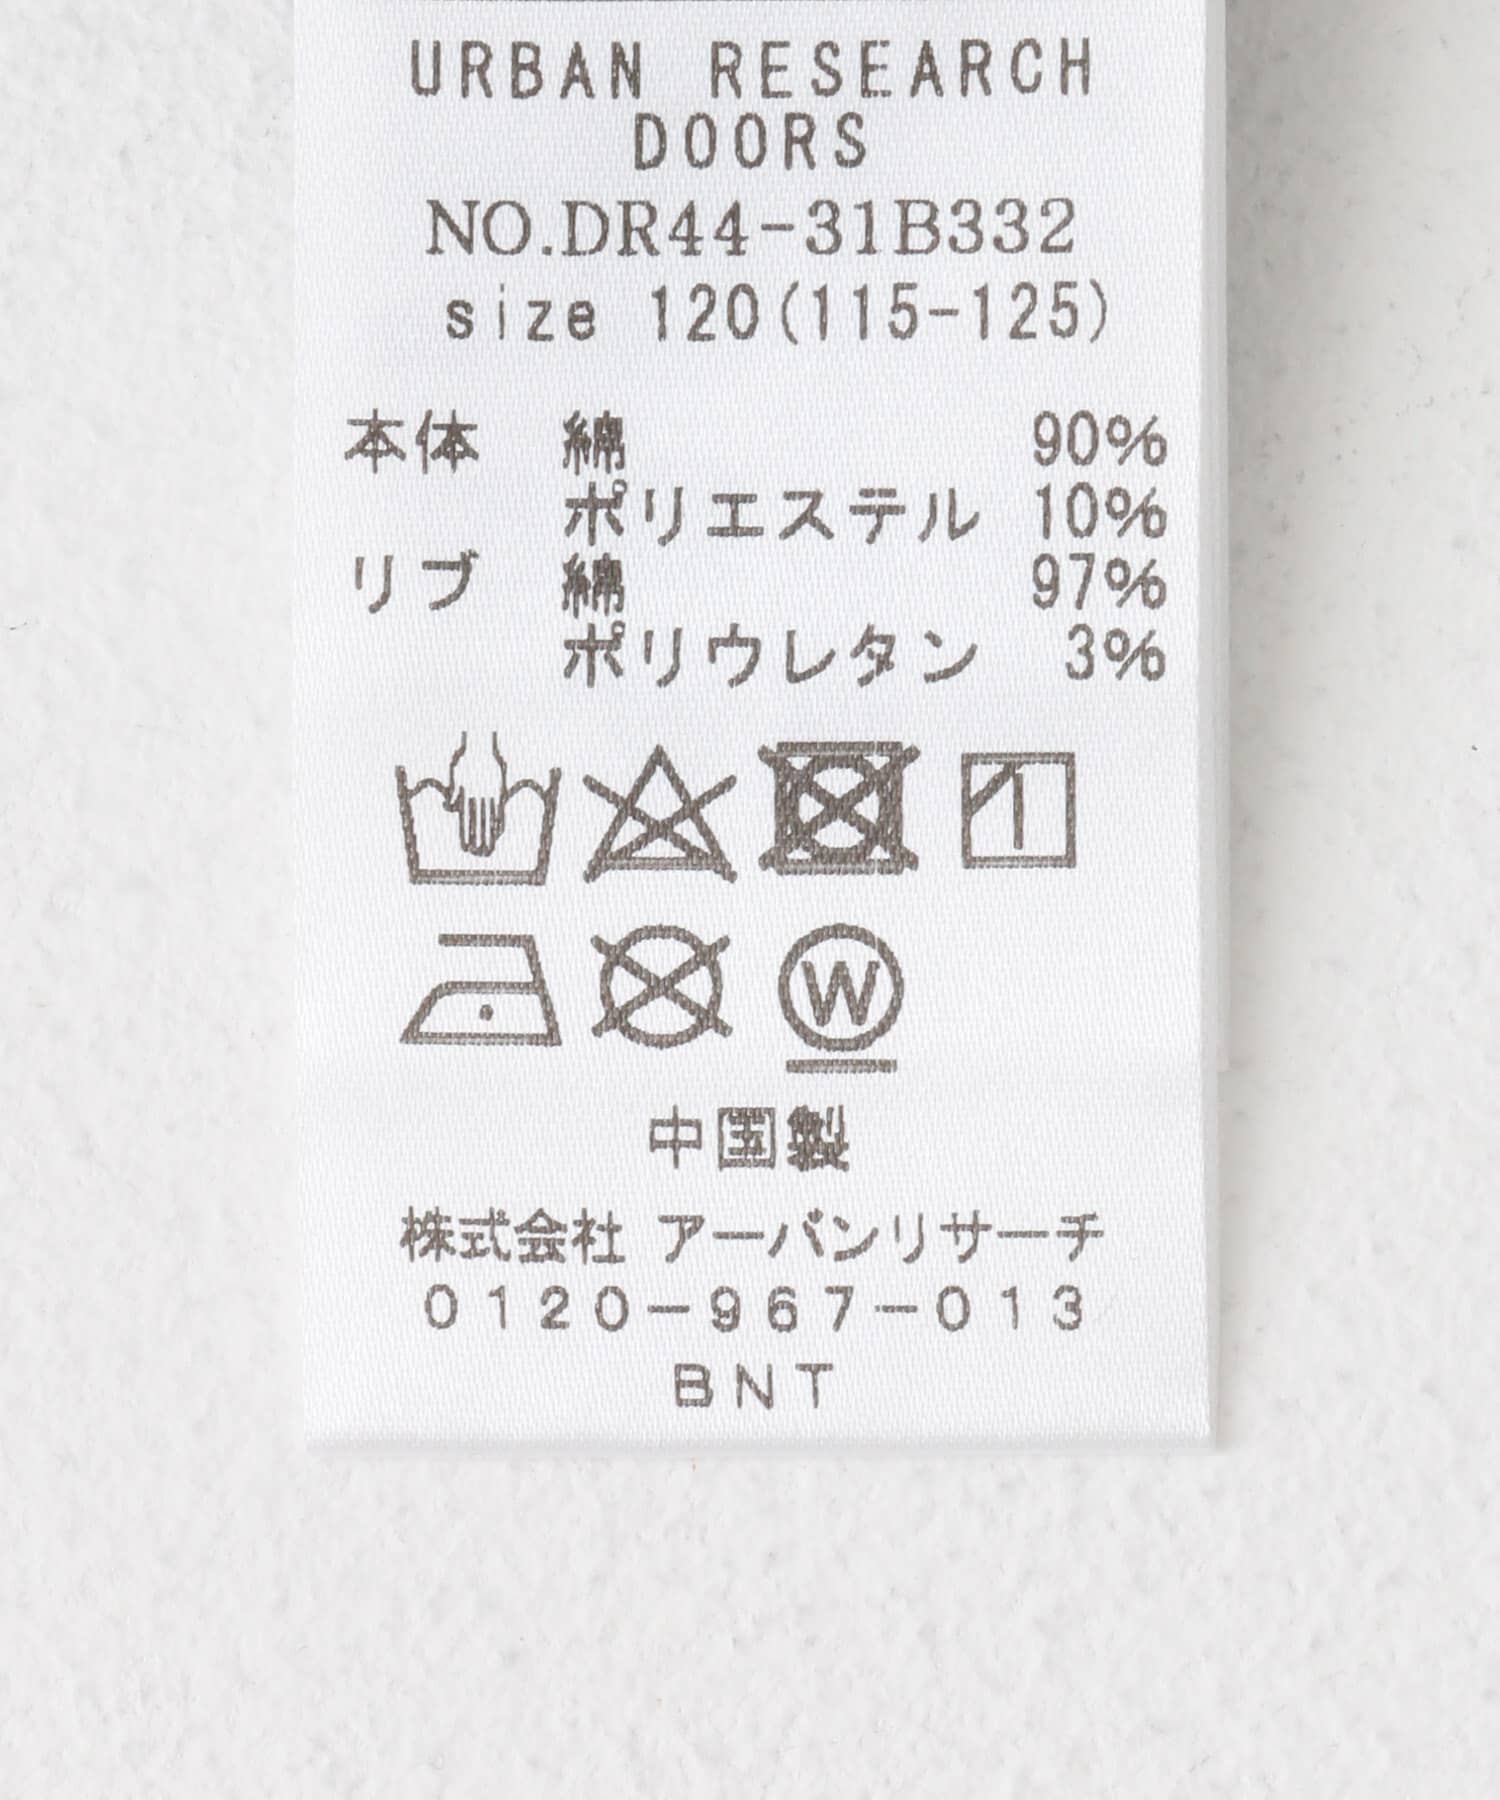 URBAN RESEARCH
DOORS
NO.DR44-31B332
size 120(115-125)
本体 綿 90%
ポリエステル 10%
リブ 綿 97%
ポリウレタン 3%
W
中国製
株式会社 アーバンリサーチ
0120-967-013
BNT